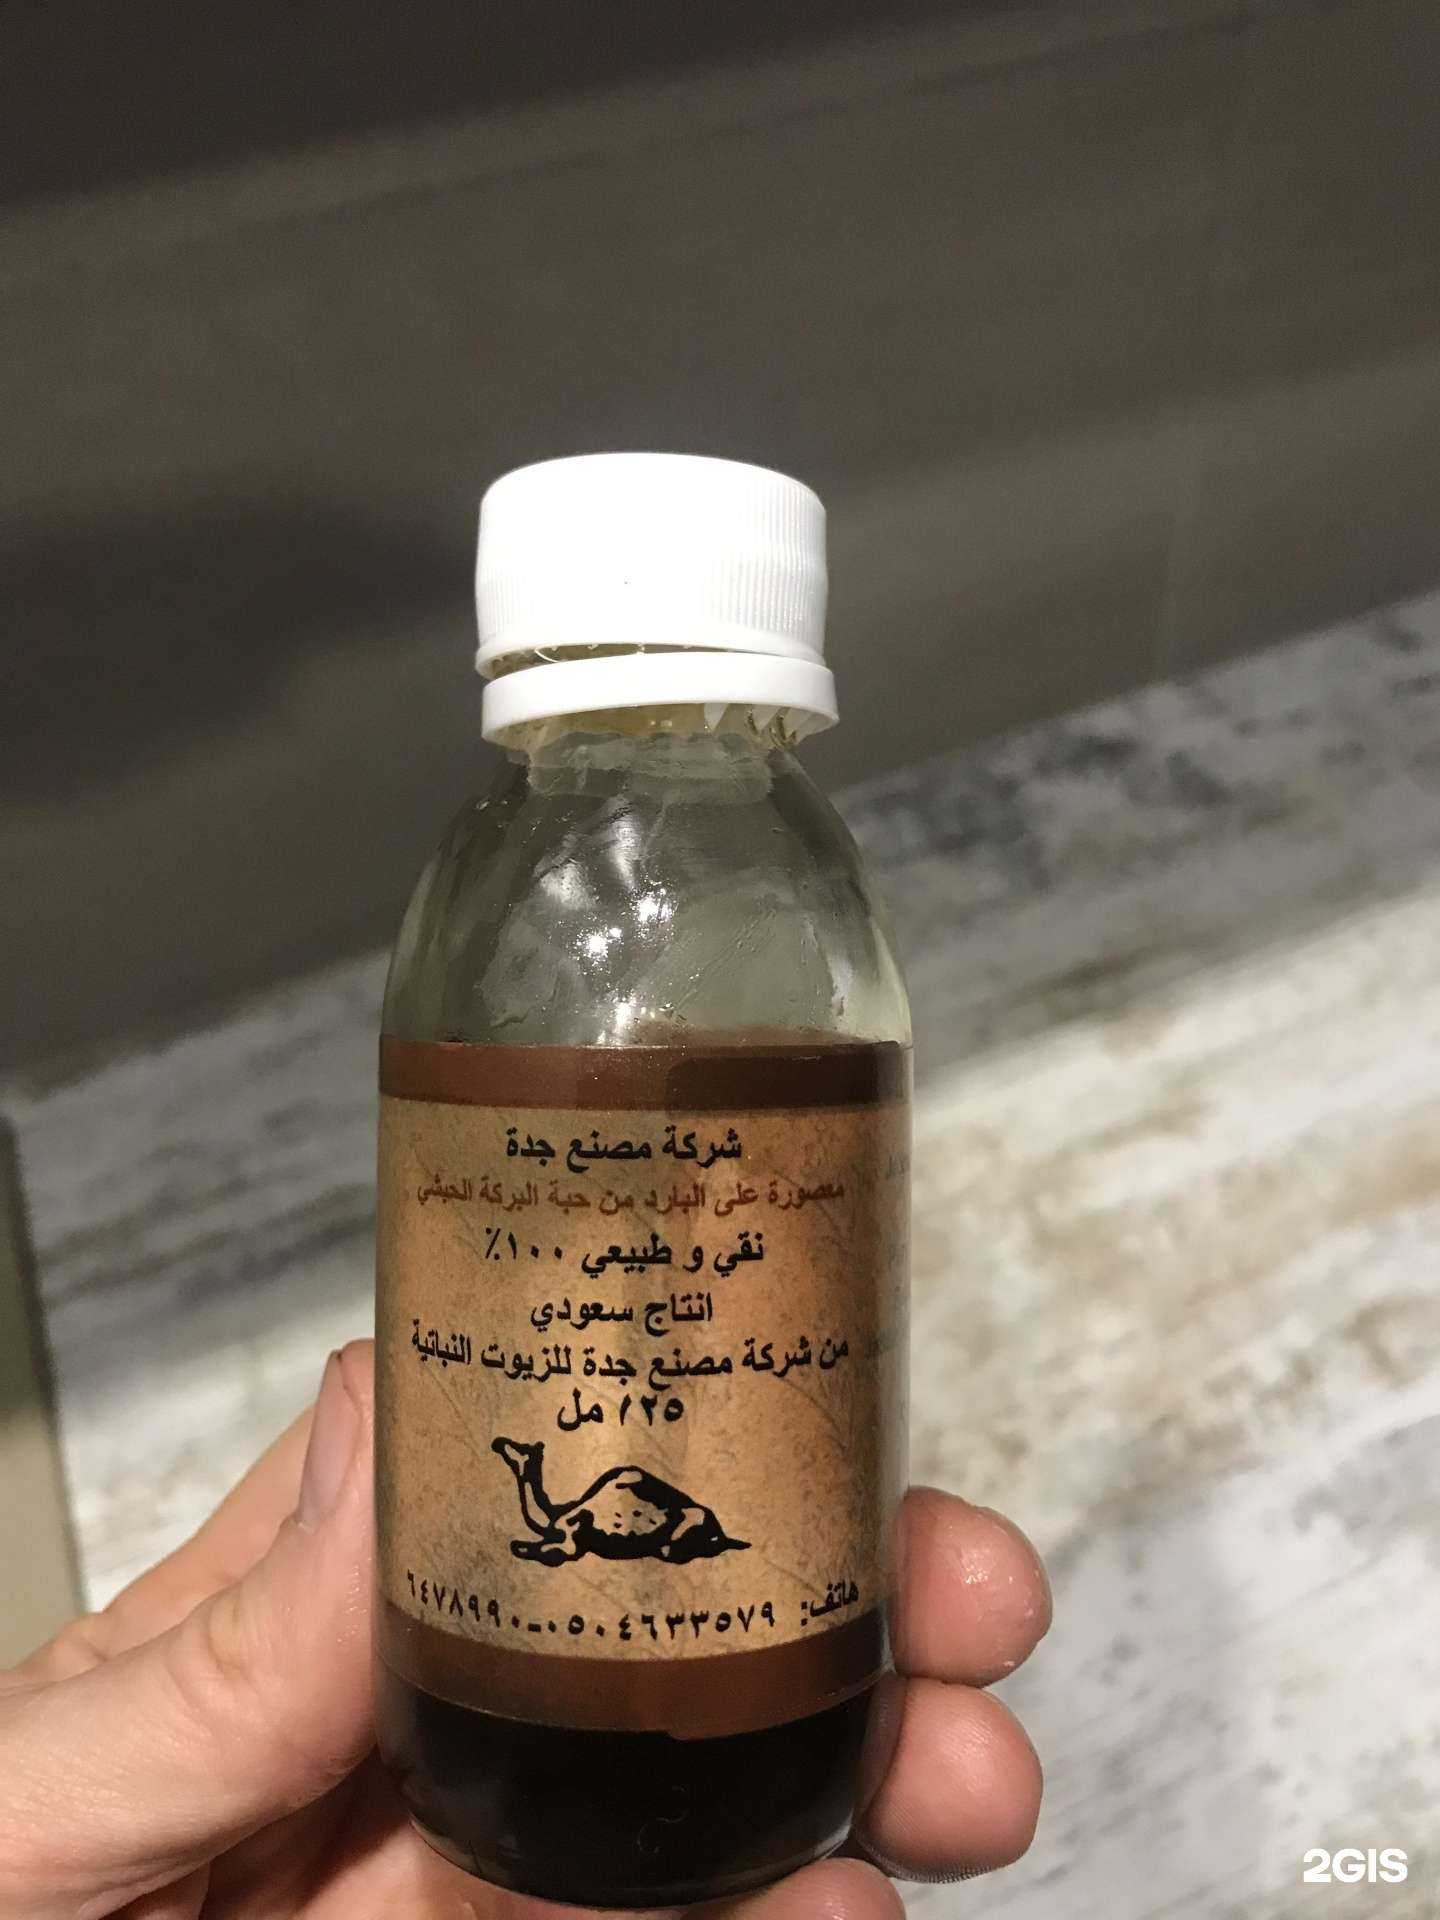 شركة مصنع جدة
معصورة على البارد من حبة البركة الحبشي
نقي و طبيعي ١٠٠٪
انتاج سعودي
من شركة مصنع جدة للزيوت النباتية
١٢٥ مل
هاتف: ٠٥٠٤٦٣٣٥٧٩-٦٤٧٨٩٩٠
2GIS